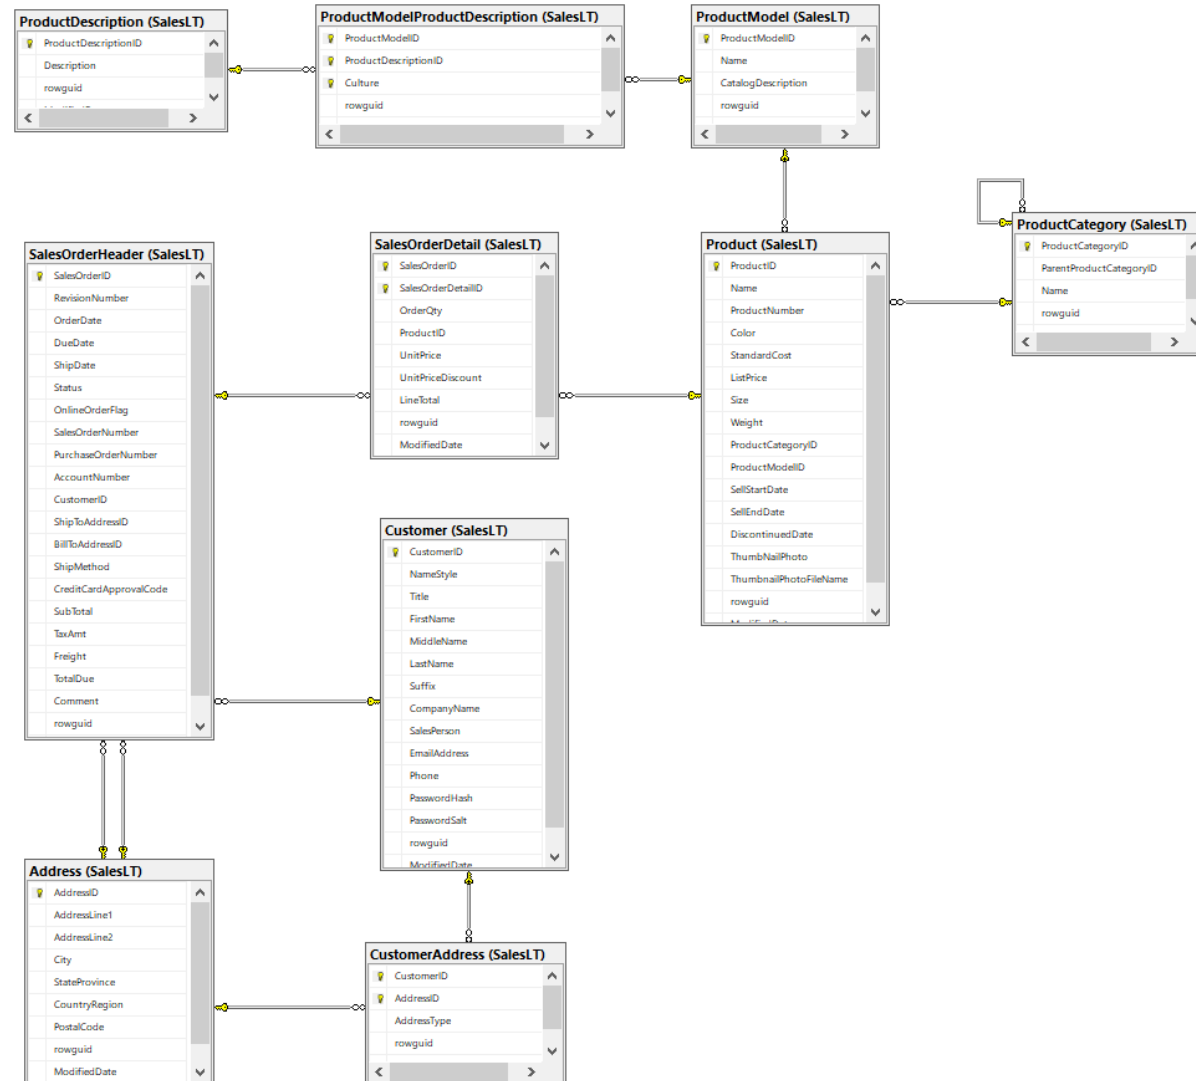 ProductDescription (SalesLT)
ProductDescriptionID
Description
rowguid
ProductModelProductDescription (SalesLT)
ProductModelID
ProductDescriptionID
Culture
rowguid
ProductModel (SalesLT)
ProductModelID
Name
CatalogDescription
rowguid
ProductCategory (SalesLT)
ProductCategoryID
ParentProductCategoryID
Name
rowguid
SalesOrderHeader (SalesLT)
SalesOrderID
RevisionNumber
OrderDate
DueDate
ShipDate
Status
OnlineOrderFlag
SalesOrderNumber
PurchaseOrderNumber
AccountNumber
CustomerID
ShipToAddressID
BillToAddressID
ShipMethod
CreditCardApprovalCode
SubTotal
TaxAmt
Freight
TotalDue
Comment
rowguid
SalesOrderDetail (SalesLT)
SalesOrderID
SalesOrderDetailID
OrderQty
ProductID
UnitPrice
UnitPriceDiscount
LineTotal
rowguid
ModifiedDate
Product (SalesLT)
ProductID
Name
ProductNumber
Color
StandardCost
ListPrice
Size
Weight
ProductCategoryID
ProductModelID
SellStartDate
SellEndDate
DiscontinuedDate
ThumbNailPhoto
ThumbnailPhotoFileName
rowguid
Customer (SalesLT)
CustomerID
NameStyle
Title
FirstName
MiddleName
LastName
Suffix
CompanyName
SalesPerson
EmailAddress
Phone
PasswordHash
PasswordSalt
rowguid
ModifiedDate
Address (SalesLT)
AddressID
AddressLine1
AddressLine2
City
StateProvince
CountryRegion
PostalCode
rowguid
ModifiedDate
CustomerAddress (SalesLT)
CustomerID
AddressID
AddressType
rowguid